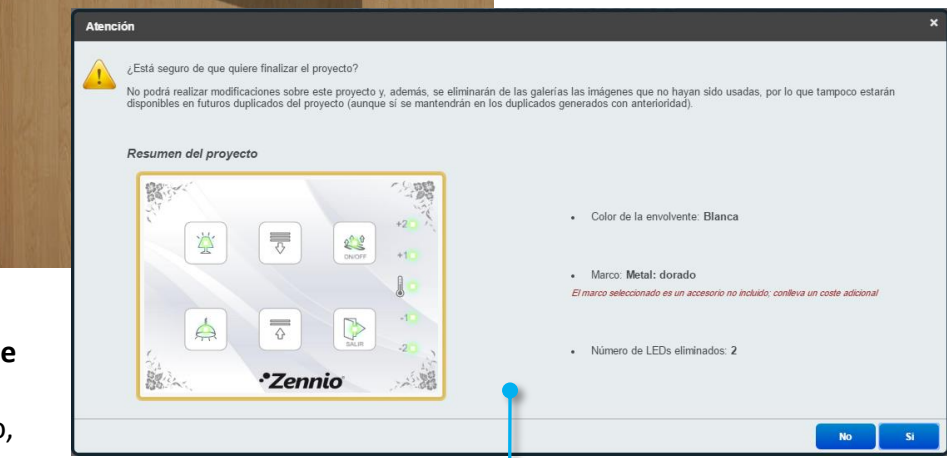 Atención
¿Está seguro de que quiere finalizar el proyecto?
No podrá realizar modificaciones sobre este proyecto y, además, se eliminarán de las galerías las imágenes que no hayan sido usadas, por lo que tampoco estarán
disponibles en futuros duplicados del proyecto (aunque sí se mantendrán en los duplicados generados con anterioridad).
Resumen del proyecto
+2
ON/OFF
+1
-1
SALIR
-2
Zennio
• Color de la envolvente: Blanca
• Marco: Metal: dorado
El marco seleccionado es un accesorio no incluido; conlleva un coste adicional
• Número de LEDs eliminados: 2
No
Si
e
o,